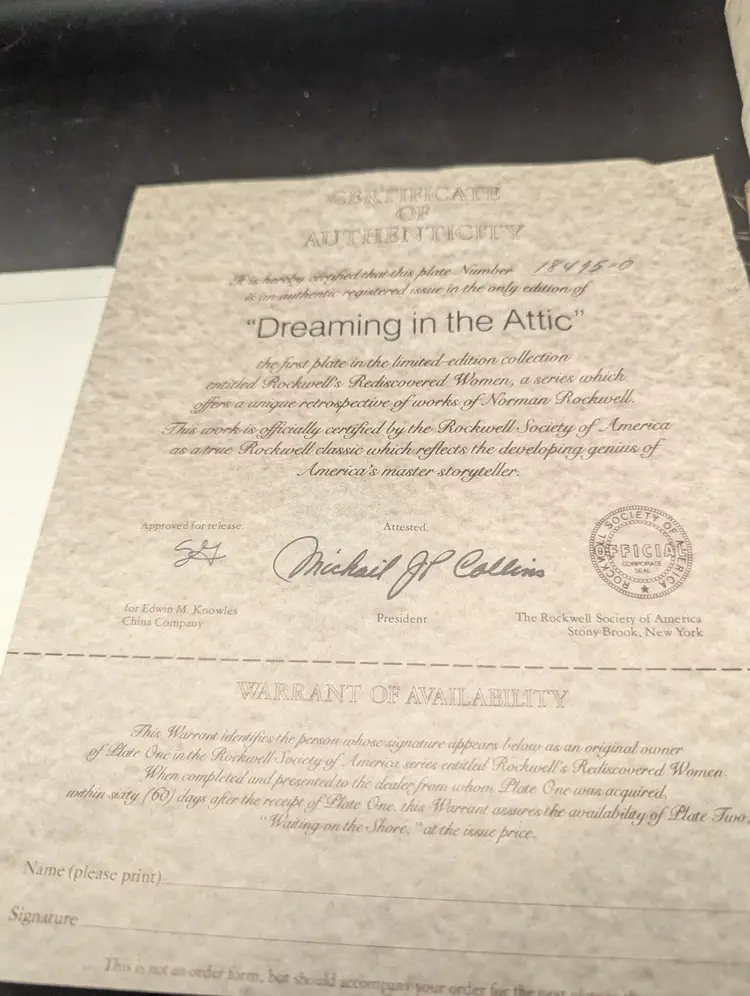 CERTIFICATE
OF
AUTHENTICITY
It is hereby certified that this plate Number 18495-0
is an authentic registered issue in the only edition of
"Dreaming in the Attic"
the first plate in the limited-edition collection
entitled Rockwell's Rediscovered Women, a series which
offers a unique retrospective of works of Norman Rockwell.
This work is officially certified by the Rockwell Society of America
as a true Rockwell classic which reflects the developing genius of
America's master storyteller.
Approved for release:
Attested:
Michail JP Collins
ROCKWELL SOCIETY OF AMERICA
OFFICIAL
CORPORATE
SEAL
for Edwin M. Knowles
China Company
President
The Rockwell Society of America
Stony Brook, New York
WARRANT OF AVAILABILITY
This Warrant identifies the person whose signature appears below as an original owner
of Plate One in the Rockwell Society of America series entitled Rockwell's Rediscovered Women.
When completed and presented to the dealer from whom Plate One was acquired,
within sixty (60) days after the receipt of Plate One, this Warrant assures the availability of Plate Two,
"Waiting on the Shore," at the issue price.
Name (please print)
Signature
This is not an order form, but should accompany your order for the next